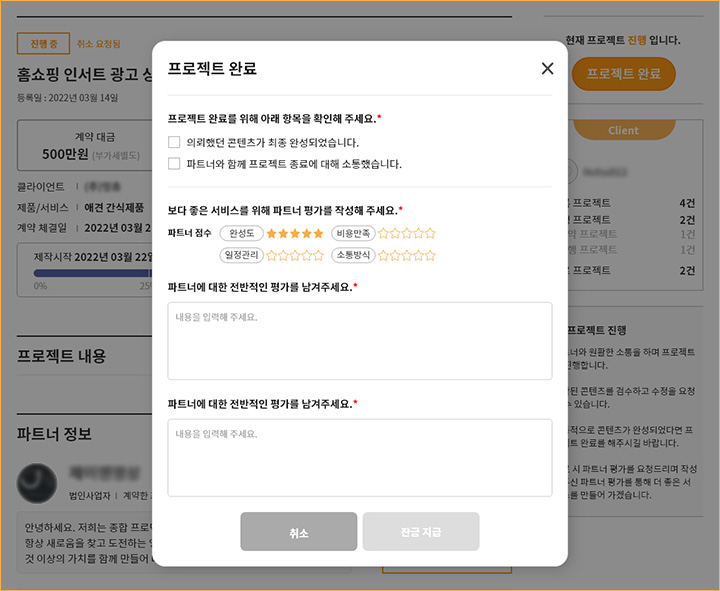 진행 중 취소 요청됨
홈쇼핑 인서트 광고
등록일 : 2022년 03월 14일
계약 대금
500만원 (부가세별도)
클라이언트 |
제품/서비스 | 애견 간식제품
계약 체결일 | 2022년 03월 2
제작시작 2022년 03월 22일
0% 25%
프로젝트 내용
파트너 정보
법인사업자 | 계약한
안녕하세요. 저희는 종합 프로덕
항상 새로움을 찾고 도전하는
것 이상의 가치를 함께 만들어
프로젝트 완료
프로젝트 완료를 위해 아래 항목을 확인해 주세요.*
의뢰했던 콘텐츠가 최종 완성되었습니다.
파트너와 함께 프로젝트 종료에 대해 소통했습니다.
보다 좋은 서비스를 위해 파트너 평가를 작성해 주세요.*
파트너 점수 완성도 ★★★★★ 비용만족 ☆☆☆☆☆
일정관리 ☆☆☆☆☆ 소통방식 ☆☆☆☆☆
파트너에 대한 전반적인 평가를 남겨주세요.*
내용을 입력해 주세요.
파트너에 대한 전반적인 평가를 남겨주세요.*
내용을 입력해 주세요.
취소 잔금 지급
현재 프로젝트 진행 입니다.
프로젝트 완료
Client
프로젝트 4건
프로젝트 2건
프로젝트 1건
프로젝트 1건
프로젝트 2건
프로젝트 진행
너와 원활한 소통을 하며 프로젝트
진행합니다.
된 콘텐츠를 검수하고 수정을 요청
수 있습니다.
적으로 콘텐츠가 완성되었다면 프
트 완료를 해주시길 바랍니다.
시 파트너 평가를 요청드리며 작성
주신 파트너 평가를 통해 더 좋은 서
스를 만들어 가겠습니다.